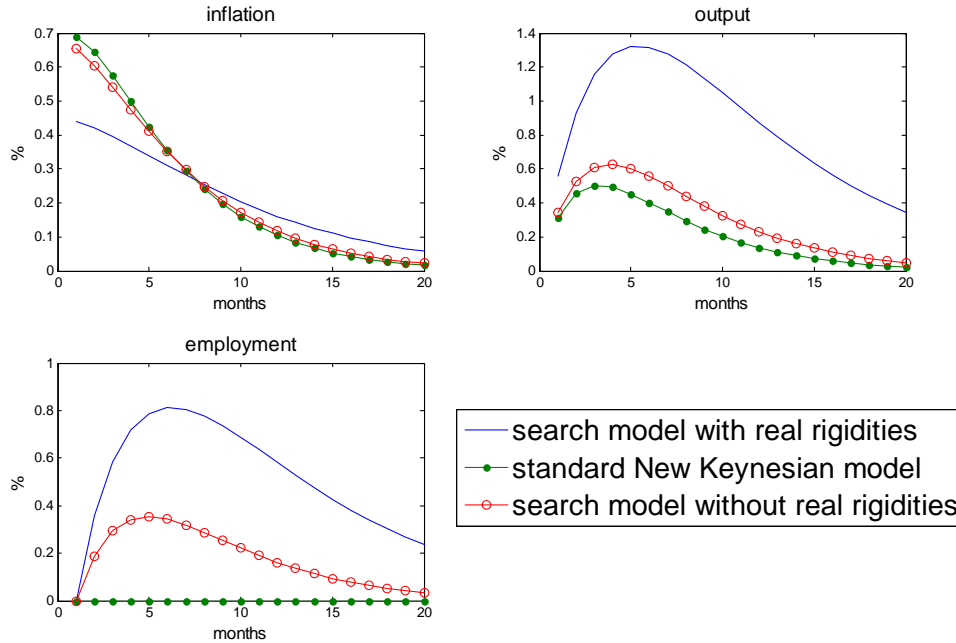 inflation
0.7
0.6
0.5
0.4
0.3
0.2
0.1
0
%
0 5 10 15 20
months
output
1.4
1.2
1
0.8
0.6
0.4
0.2
0
%
0 5 10 15 20
months
employment
1
0.8
0.6
0.4
0.2
0
%
0 5 10 15 20
months
search model with real rigidities
standard New Keynesian model
search model without real rigidities